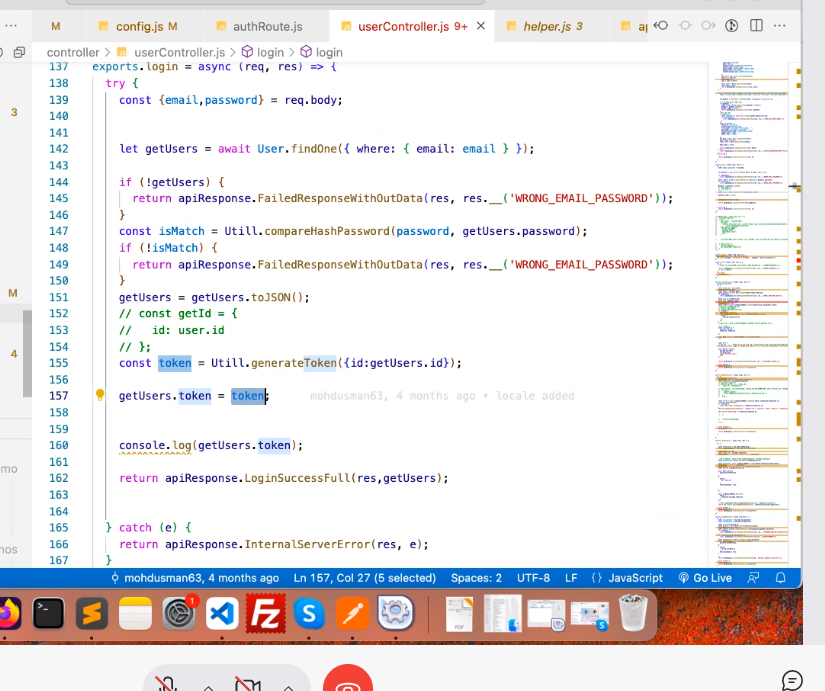 M
config.js M
authRoute.js
userController.js 9+
helper.js 3
controller > userController.js > login > login
137 exports.login = async (req, res) => {
138 try {
3
139 const {email,password} = req.body;
140
141
142 let getUsers = await User.findOne({ where: { email: email } });
143
144 if (!getUsers) {
145 return apiResponse.FailedResponseWithOutData(res, res.__('WRONG_EMAIL_PASSWORD'));
146 }
147 const isMatch = Utill.compareHashPassword(password, getUsers.password);
148 if (!isMatch) {
149 return apiResponse.FailedResponseWithOutData(res, res.__('WRONG_EMAIL_PASSWORD'));
150 }
M
151 getUsers = getUsers.toJSON();
152 // const getId = {
153 // id: user.id
4
154 // };
155 const token = Utill.generateToken({id:getUsers.id});
156
157 getUsers.token = token; mohdusman63, 4 months ago • locale added
158
159
160 console.log(getUsers.token);
161
mo
162 return apiResponse.LoginSuccessFull(res,getUsers);
163
164
165 } catch (e) {
166 return apiResponse.InternalServerError(res, e);
nos
167 }
mohdusman63, 4 months ago Ln 157, Col 27 (5 selected) Spaces: 2 UTF-8 LF {} JavaScript Go Live
1
PDF